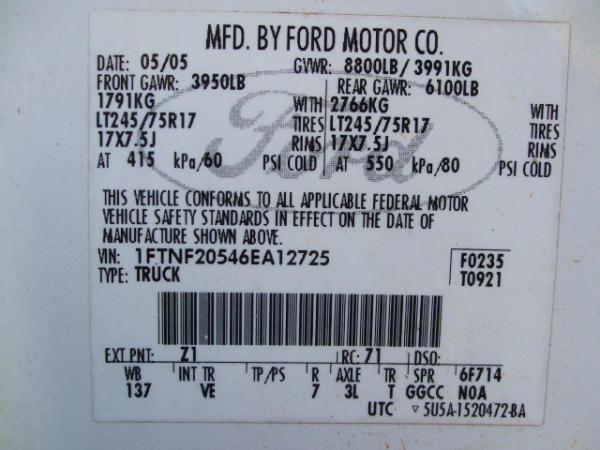 MFD. BY FORD MOTOR CO.
DATE: 05/05 GVWR: 8800LB/ 3991KG
FRONT GAWR: 3950LB REAR GAWR: 6100LB
1791KG WITH 2766KG WITH
LT245/75R17 TIRES LT245/75R17 TIRES
17X7.5J RIMS 17X7.5J RIMS
AT 415 kPa/60 PSI COLD AT 550 kPa/80 PSI COLD
Ford
THIS VEHICLE CONFORMS TO ALL APPLICABLE FEDERAL MOTOR
VEHICLE SAFETY STANDARDS IN EFFECT ON THE DATE OF
MANUFACTURE SHOWN ABOVE.
VIN: 1FTNF20546EA12725 F0235
TYPE: TRUCK T0921
EXT PNT: Z1 RC: 71 DSO:
WB INT TR TP/PS R AXLE TR SPR 6F714
137 VE 7 3L T GGCC NOA
UTC ▽ 5U5A-1520472-BA